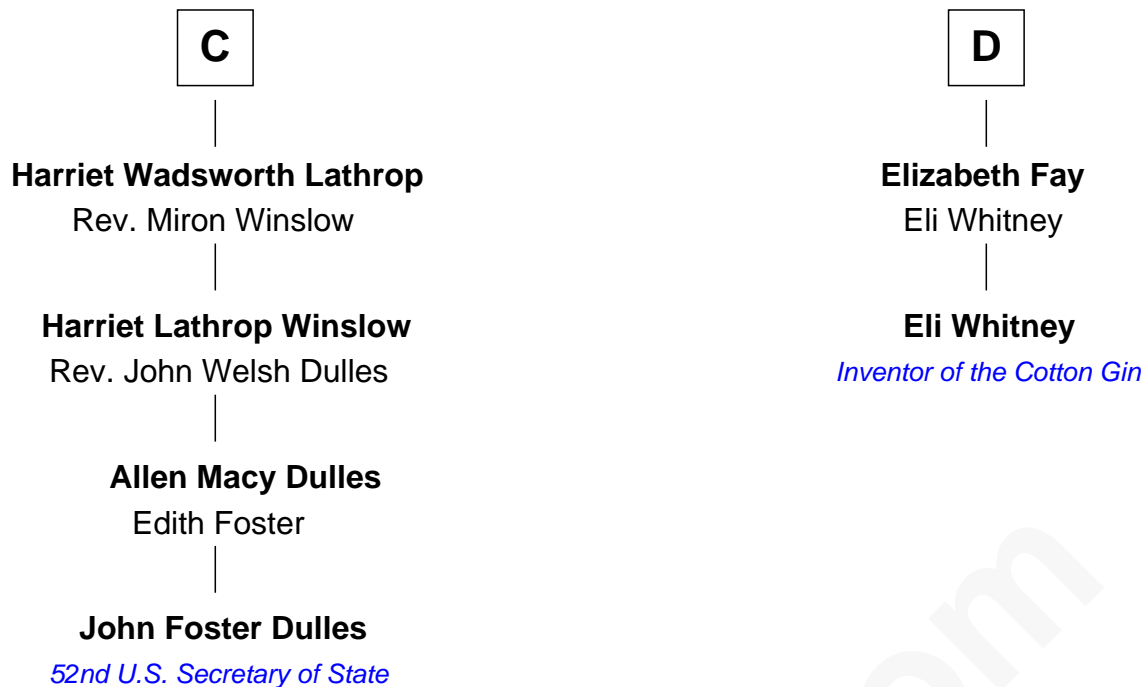 C
Harriet Wadsworth Lathrop
Rev. Miron Winslow
Harriet Lathrop Winslow
Rev. John Welsh Dulles
Allen Macy Dulles
Edith Foster
John Foster Dulles
52nd U.S. Secretary of State
D
Elizabeth Fay
Eli Whitney
Eli Whitney
Inventor of the Cotton Gin
om